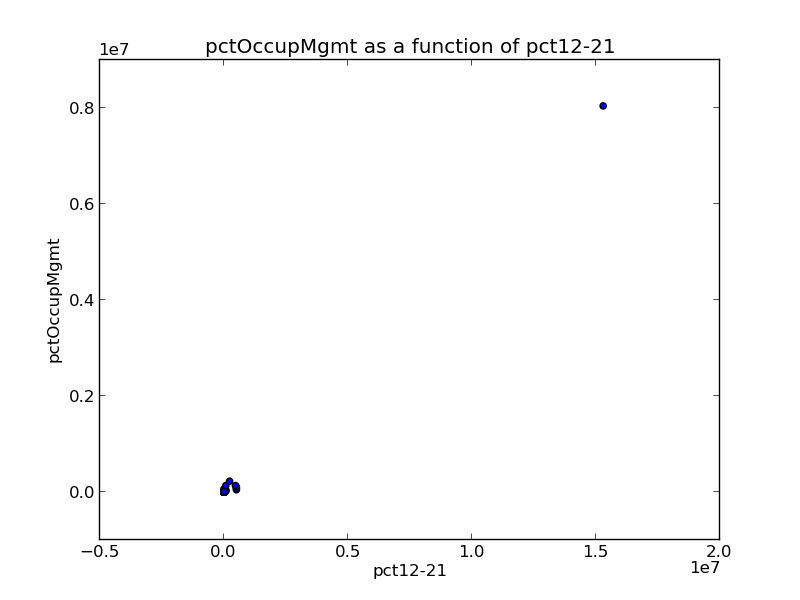 pctOccupMgmt as a function of pct12-21
1e7
0.8
0.6
0.4
0.2
0.0
pctOccupMgmt
−0.5 0.0 0.5 1.0 1.5 2.0
pct12-21
1e7